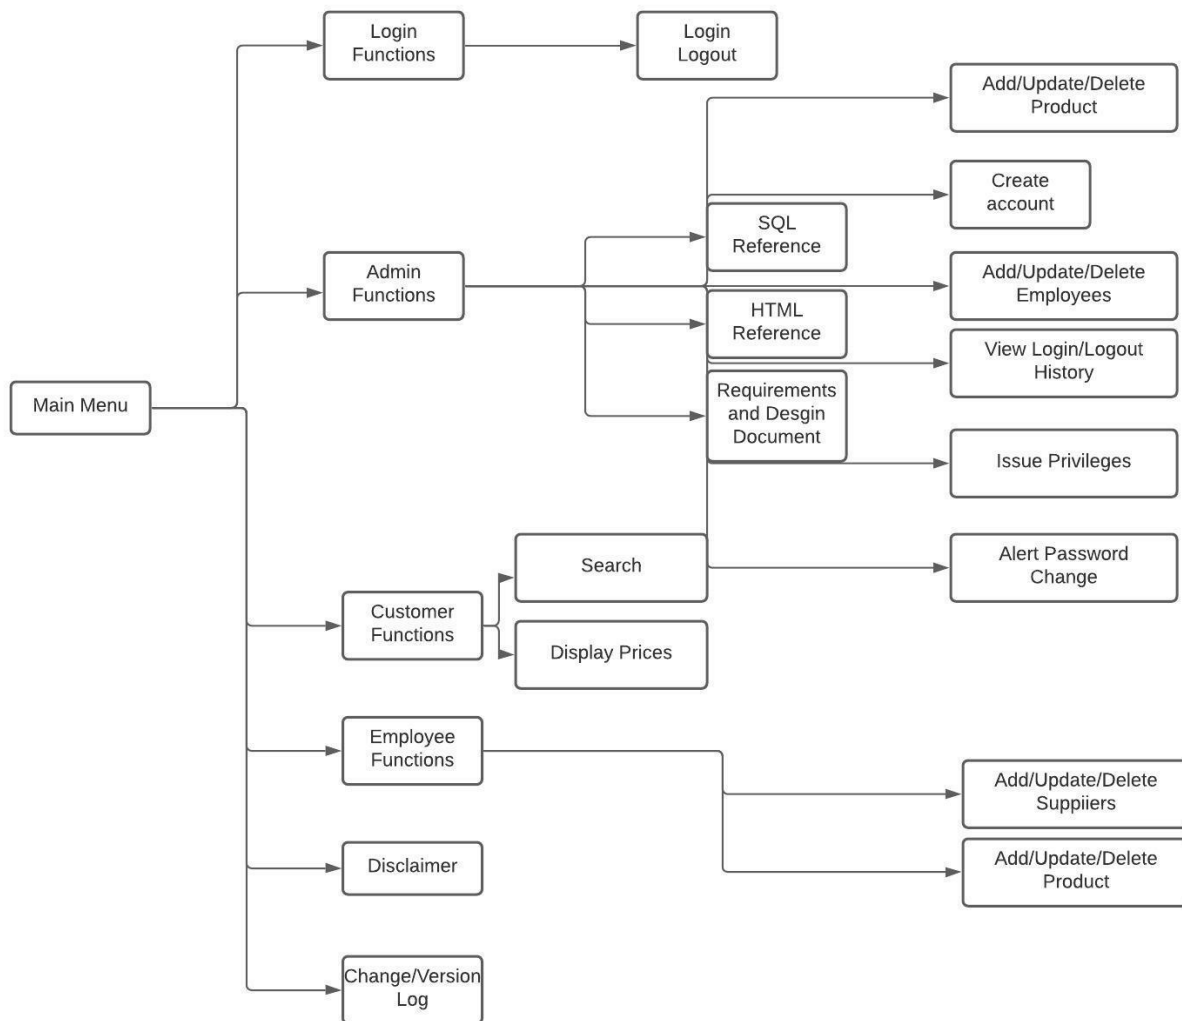 Login
Functions
Login
Logout
Add/Update/Delete
Product
Create
account
SQL
Reference
Admin
Functions
Add/Update/Delete
Employees
HTML
Reference
View Login/Logout
History
Main Menu
Requirements
and Desgin
Document
Issue Privileges
Search
Alert Password
Change
Customer
Functions
Display Prices
Employee
Functions
Add/Update/Delete
Suppiiers
Disclaimer
Add/Update/Delete
Product
Change/Version
Log